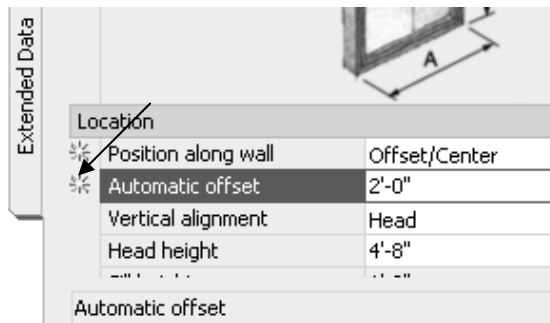 Extended Data
A
Location
Position along wall Offset/Center
Automatic offset 2'-0"
Vertical alignment Head
Head height 4'-8"
Automatic offset